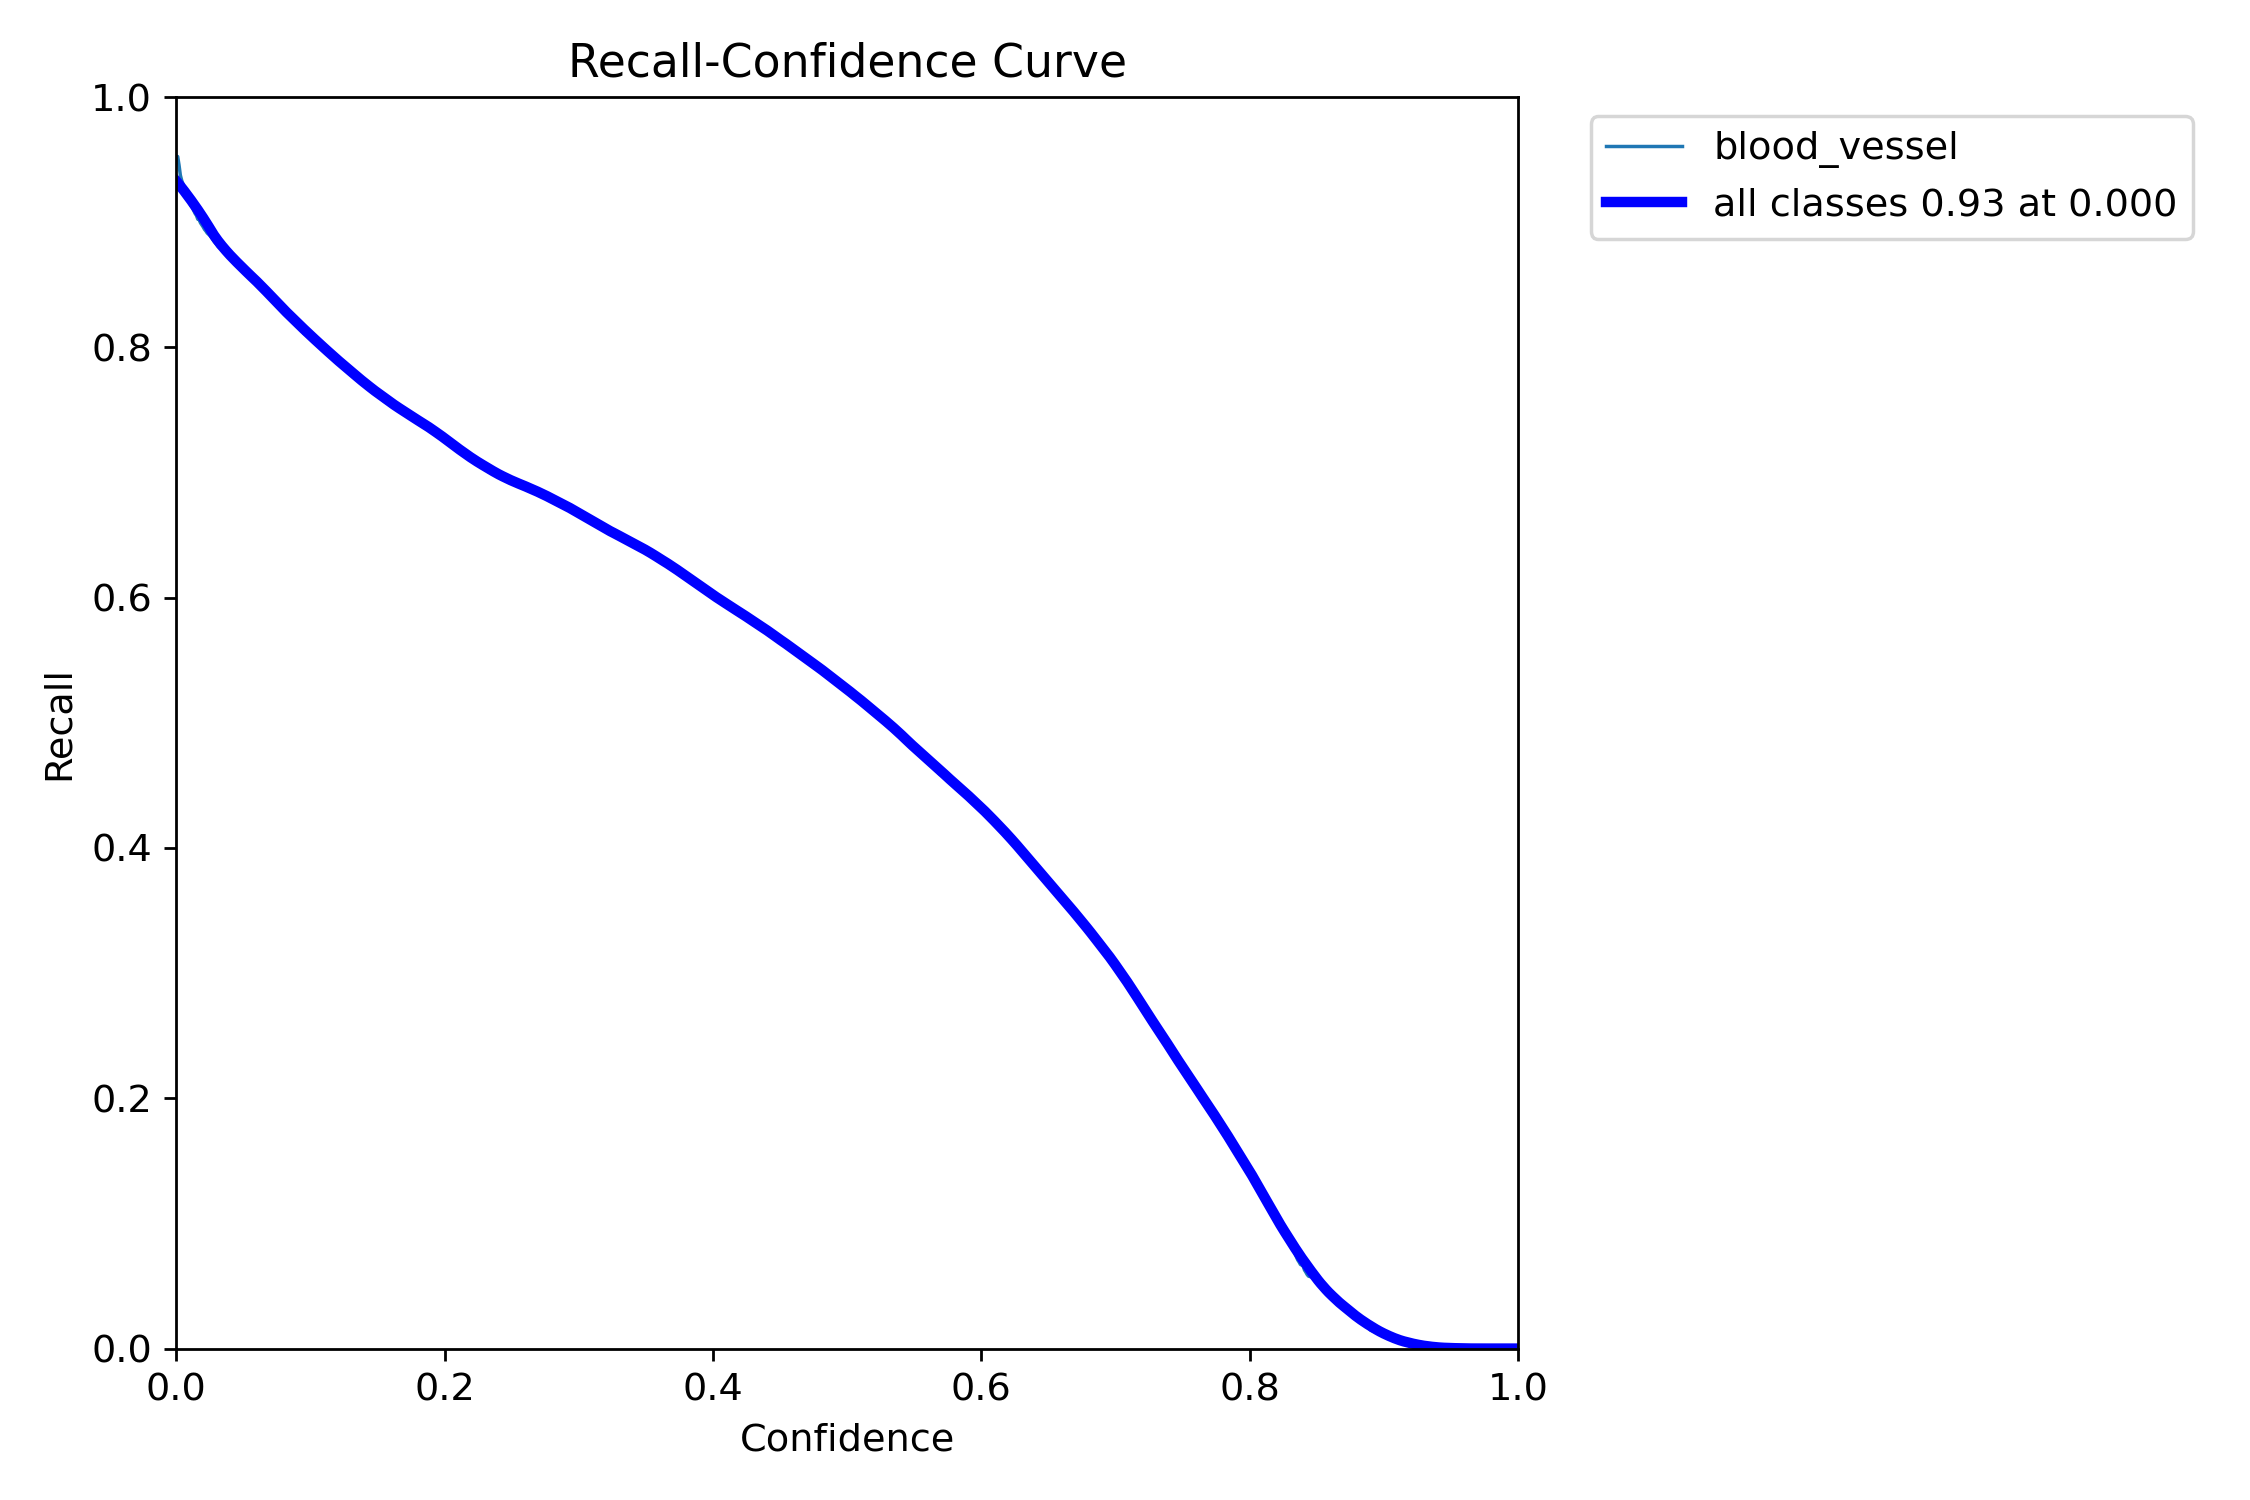 Recall-Confidence Curve
1.0
0.8
0.6
0.4
0.2
0.0
Recall
0.0 0.2 0.4 0.6 0.8 1.0
Confidence
blood_vessel
all classes 0.93 at 0.000